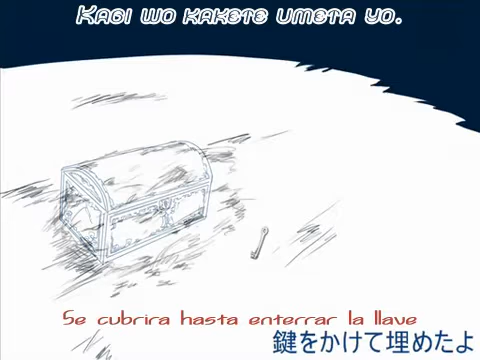 Kagi wo kakete umeta yo.
Se cubrira hasta enterrar la llave
鍵をかけて埋めたよ